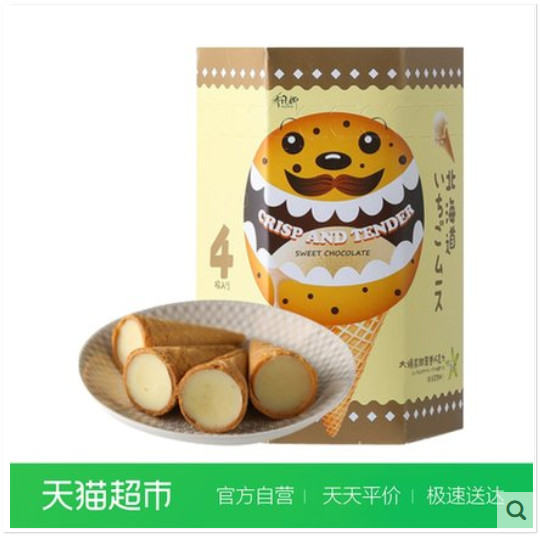 CRISP AND TENDER
SWEET CHOCOLATE
北海道
いちごムース
4
天猫超市 官方自营 | 天天平价 | 极速送达